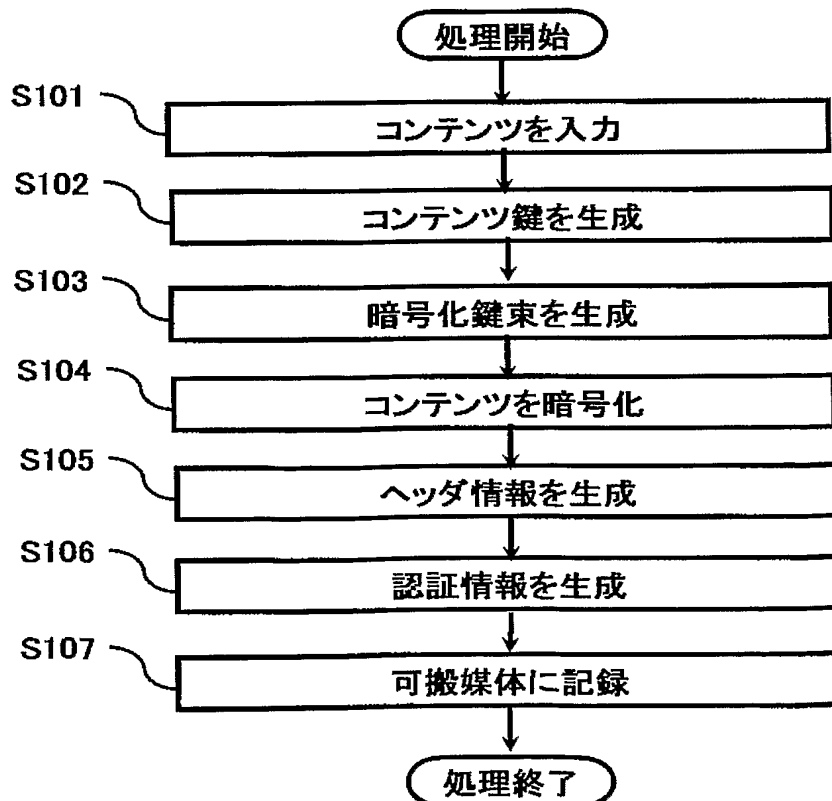 処理開始
S101
コンテンツを入力
S102
コンテンツ鍵を生成
S103
暗号化鍵束を生成
S104
コンテンツを暗号化
S105
ヘッダ情報を生成
S106
認証情報を生成
S107
可搬媒体に記録
処理終了